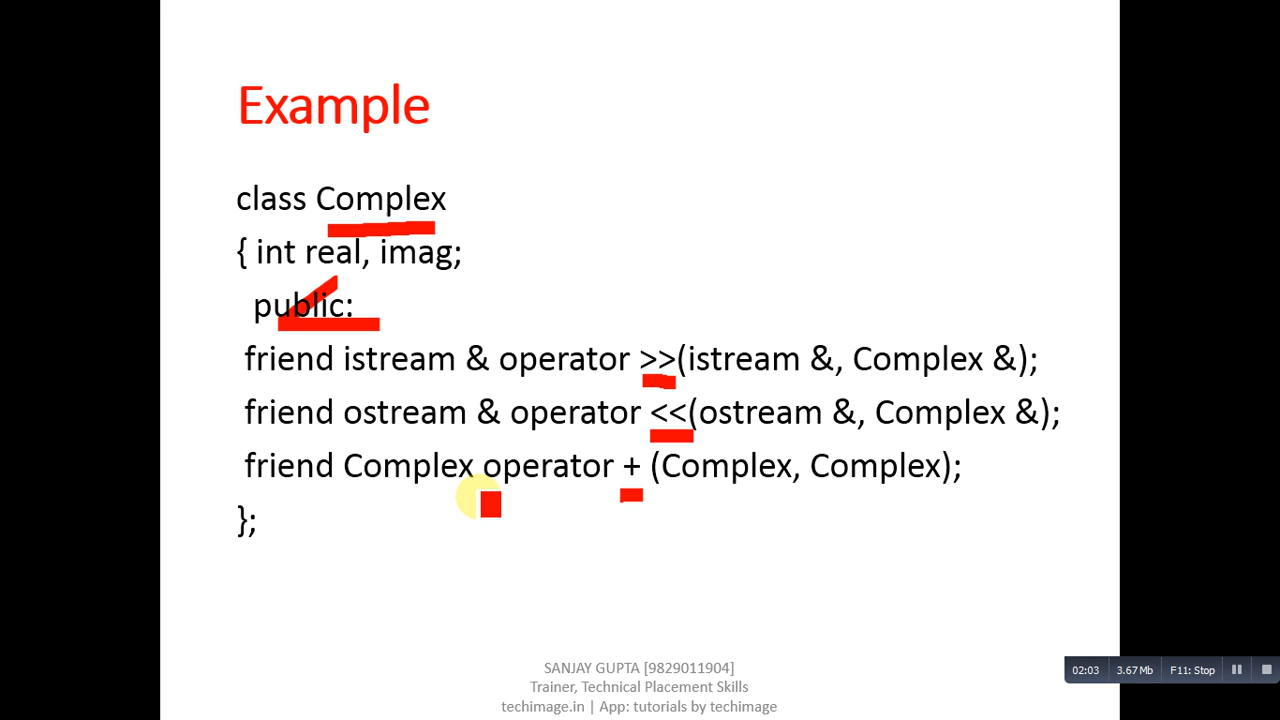 Example
class Complex
{ int real, imag;
public:
friend istream & operator >>(istream &, Complex &);
friend ostream & operator <<(ostream &, Complex &);
friend Complex operator + (Complex, Complex);
};
SANJAY GUPTA [9829011904]
Trainer, Technical Placement Skills
techimage.in | App: tutorials by techimage
02:03 3.67 Mb F11: Stop